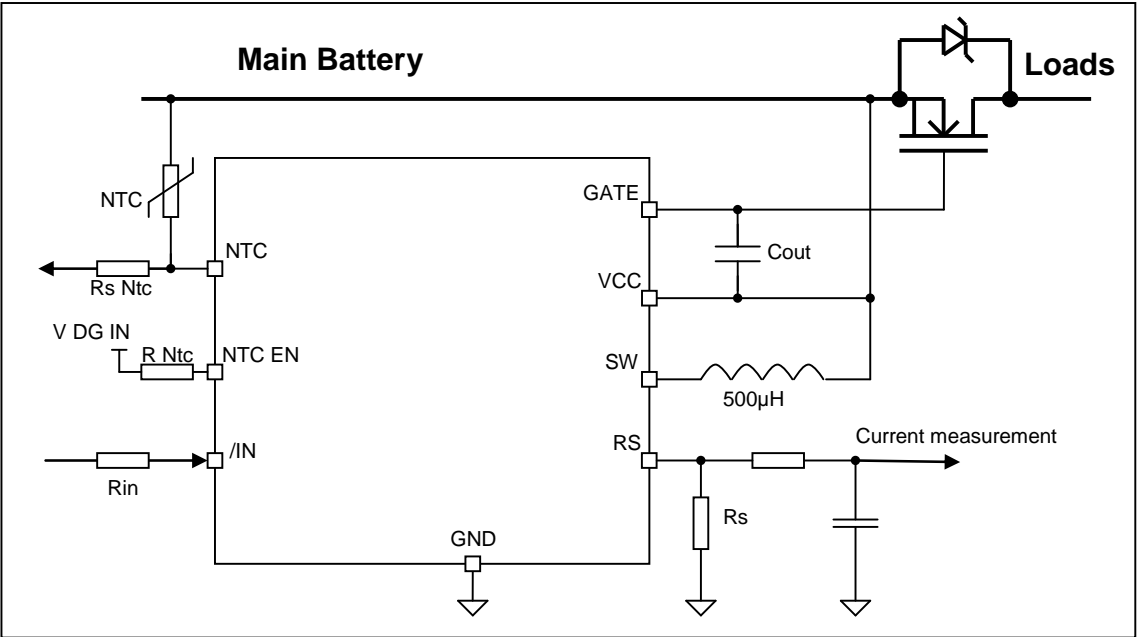 Main Battery
Loads
NTC
GATE
NTC
Cout
Rs Ntc
VCC
V DG IN
R Ntc
NTC EN
SW
500µH
/IN
RS
Current measurement
Rin
Rs
GND